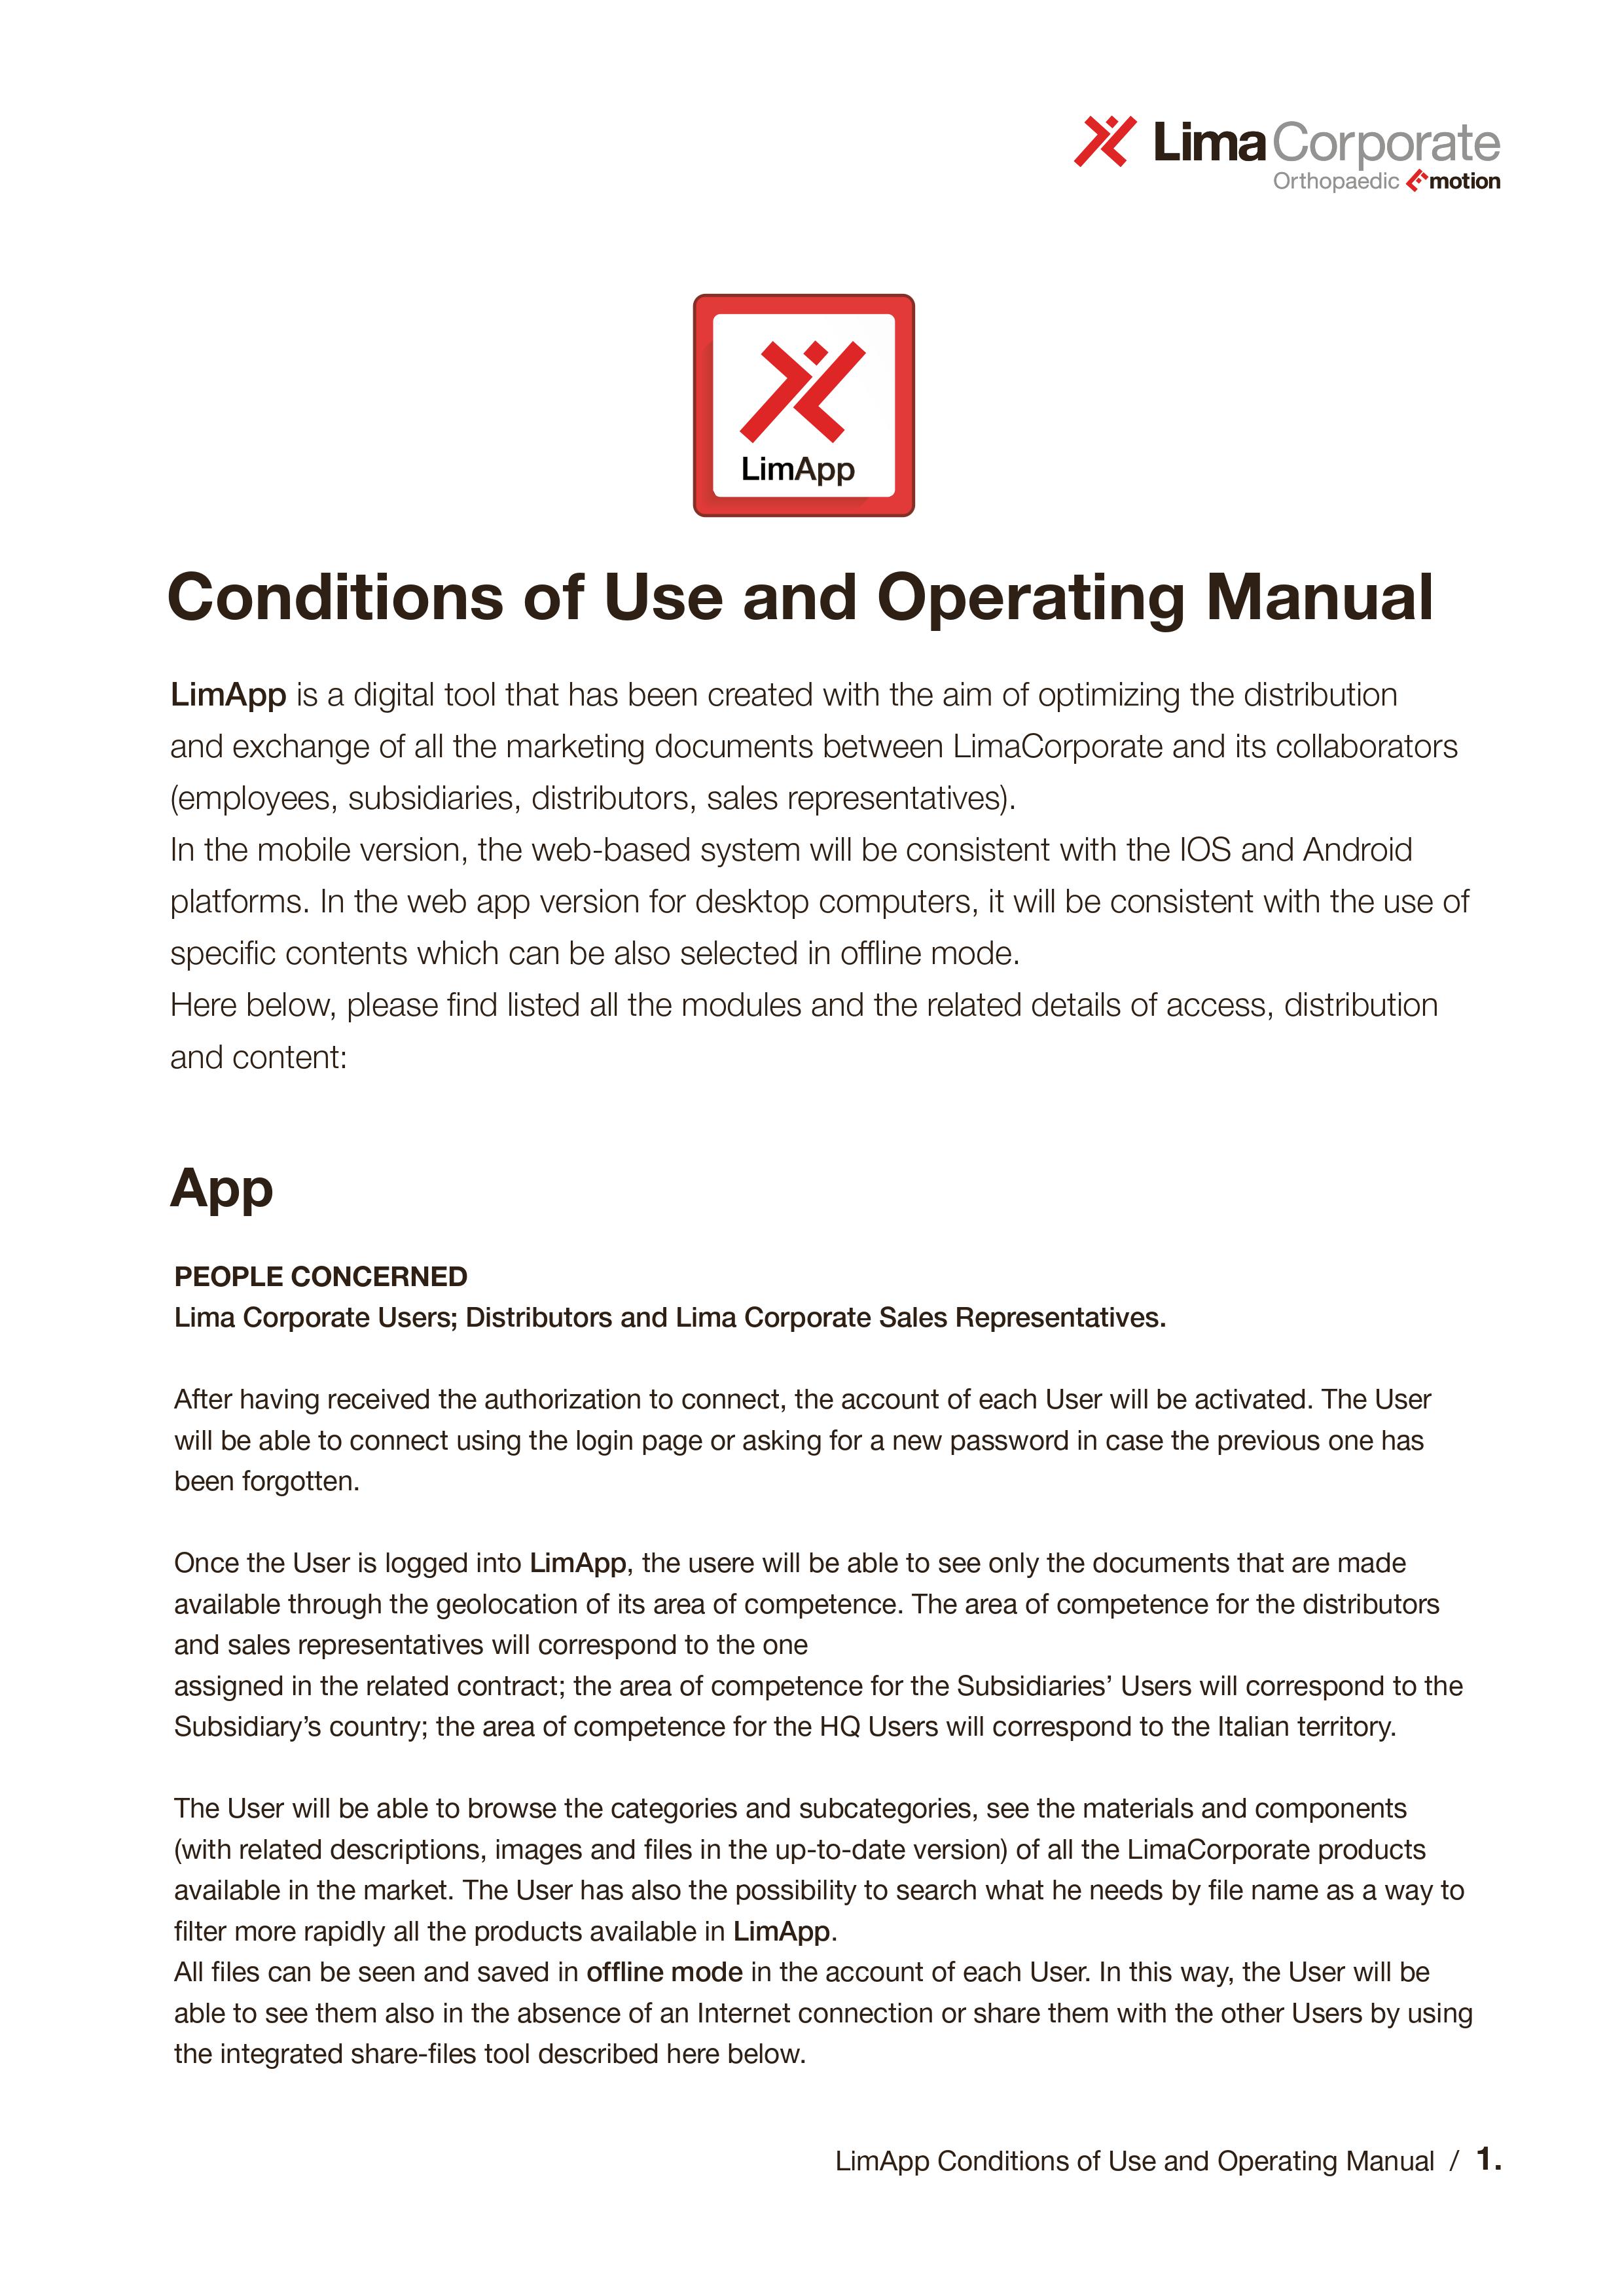 LimaCorporate
Orthopaedic Emotion
LimApp
Conditions of Use and Operating Manual
LimApp is a digital tool that has been created with the aim of optimizing the distribution
and exchange of all the marketing documents between LimaCorporate and its collaborators
(employees, subsidiaries, distributors, sales representatives).
In the mobile version, the web-based system will be consistent with the IOS and Android
platforms. In the web app version for desktop computers, it will be consistent with the use of
specific contents which can be also selected in offline mode.
Here below, please find listed all the modules and the related details of access, distribution
and content:
App
PEOPLE CONCERNED
Lima Corporate Users; Distributors and Lima Corporate Sales Representatives.
After having received the authorization to connect, the account of each User will be activated. The User
will be able to connect using the login page or asking for a new password in case the previous one has
been forgotten.
Once the User is logged into LimApp, the usere will be able to see only the documents that are made
available through the geolocation of its area of competence. The area of competence for the distributors
and sales representatives will correspond to the one
assigned in the related contract; the area of competence for the Subsidiaries’ Users will correspond to the
Subsidiary’s country; the area of competence for the HQ Users will correspond to the Italian territory.
The User will be able to browse the categories and subcategories, see the materials and components
(with related descriptions, images and files in the up-to-date version) of all the LimaCorporate products
available in the market. The User has also the possibility to search what he needs by file name as a way to
filter more rapidly all the products available in LimApp.
All files can be seen and saved in offline mode in the account of each User. In this way, the User will be
able to see them also in the absence of an Internet connection or share them with the other Users by using
the integrated share-files tool described here below.
LimApp Conditions of Use and Operating Manual / 1.